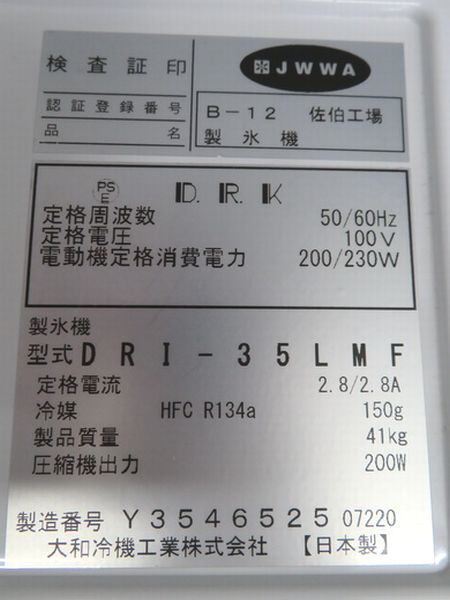 検査証印 JWWA
認証登録番号 B-12 佐伯工場
品名 製氷機
PS E D.R.K
定格周波数 50/60Hz
定格電圧 100V
電動機定格消費電力 200/230W
製氷機
型式DRI-35LMF
定格電流 2.8/2.8A
冷媒 HFC R134a 150g
製品質量 41kg
圧縮機出力 200W
製造番号 Y3546525 07220
大和冷機工業株式会社 【日本製】